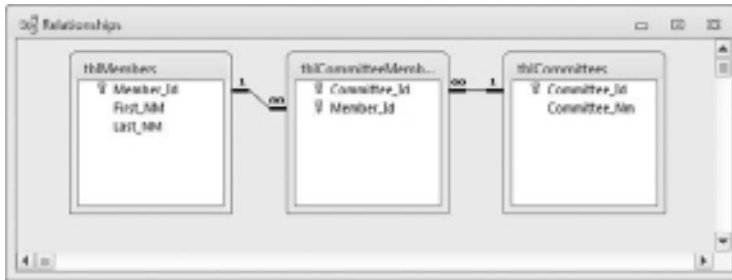 Relationships
tblMembers
Member_Id
First_NM
Last_NM
1
∞
tblCommitteeMemb...
Committee_Id
Member_Id
∞
1
tblCommittees
Committee_Id
Committee_Nm